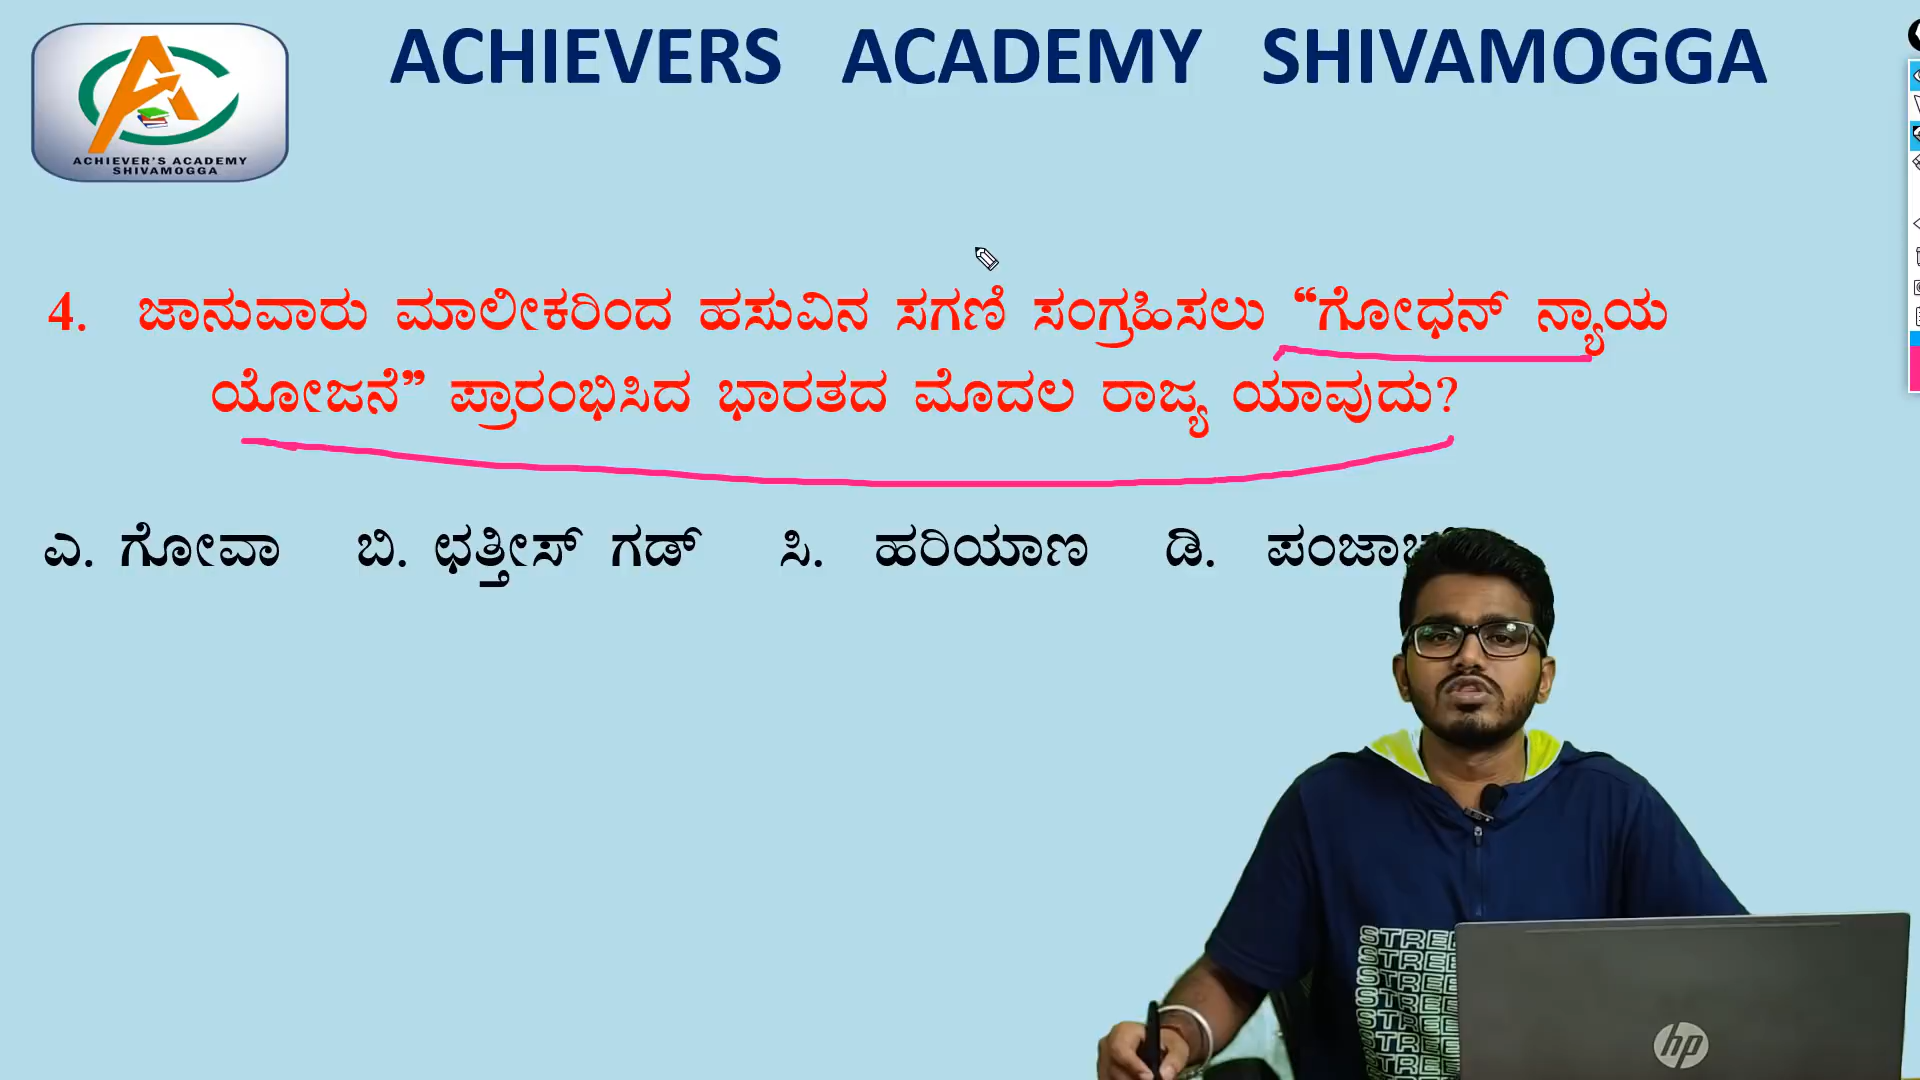 ACHIEVERS ACADEMY SHIVAMOGGA
ACHIEVER'S ACADEMY
SHIVAMOGGA
4. ಜಾನುವಾರು ಮಾಲೀಕರಿಂದ ಹಸುವಿನ ಸಗಣಿ ಸಂಗ್ರಹಿಸಲು “ಗೋಧನ್ ನ್ಯಾಯ
ಯೋಜನೆ” ಪ್ರಾರಂಭಿಸಿದ ಭಾರತದ ಮೊದಲ ರಾಜ್ಯ ಯಾವುದು?
ಎ. ಗೋವಾ ಬಿ. ಛತ್ತೀಸ್ ಗಡ್ ಸಿ. ಹರಿಯಾಣ ಡಿ.
hp